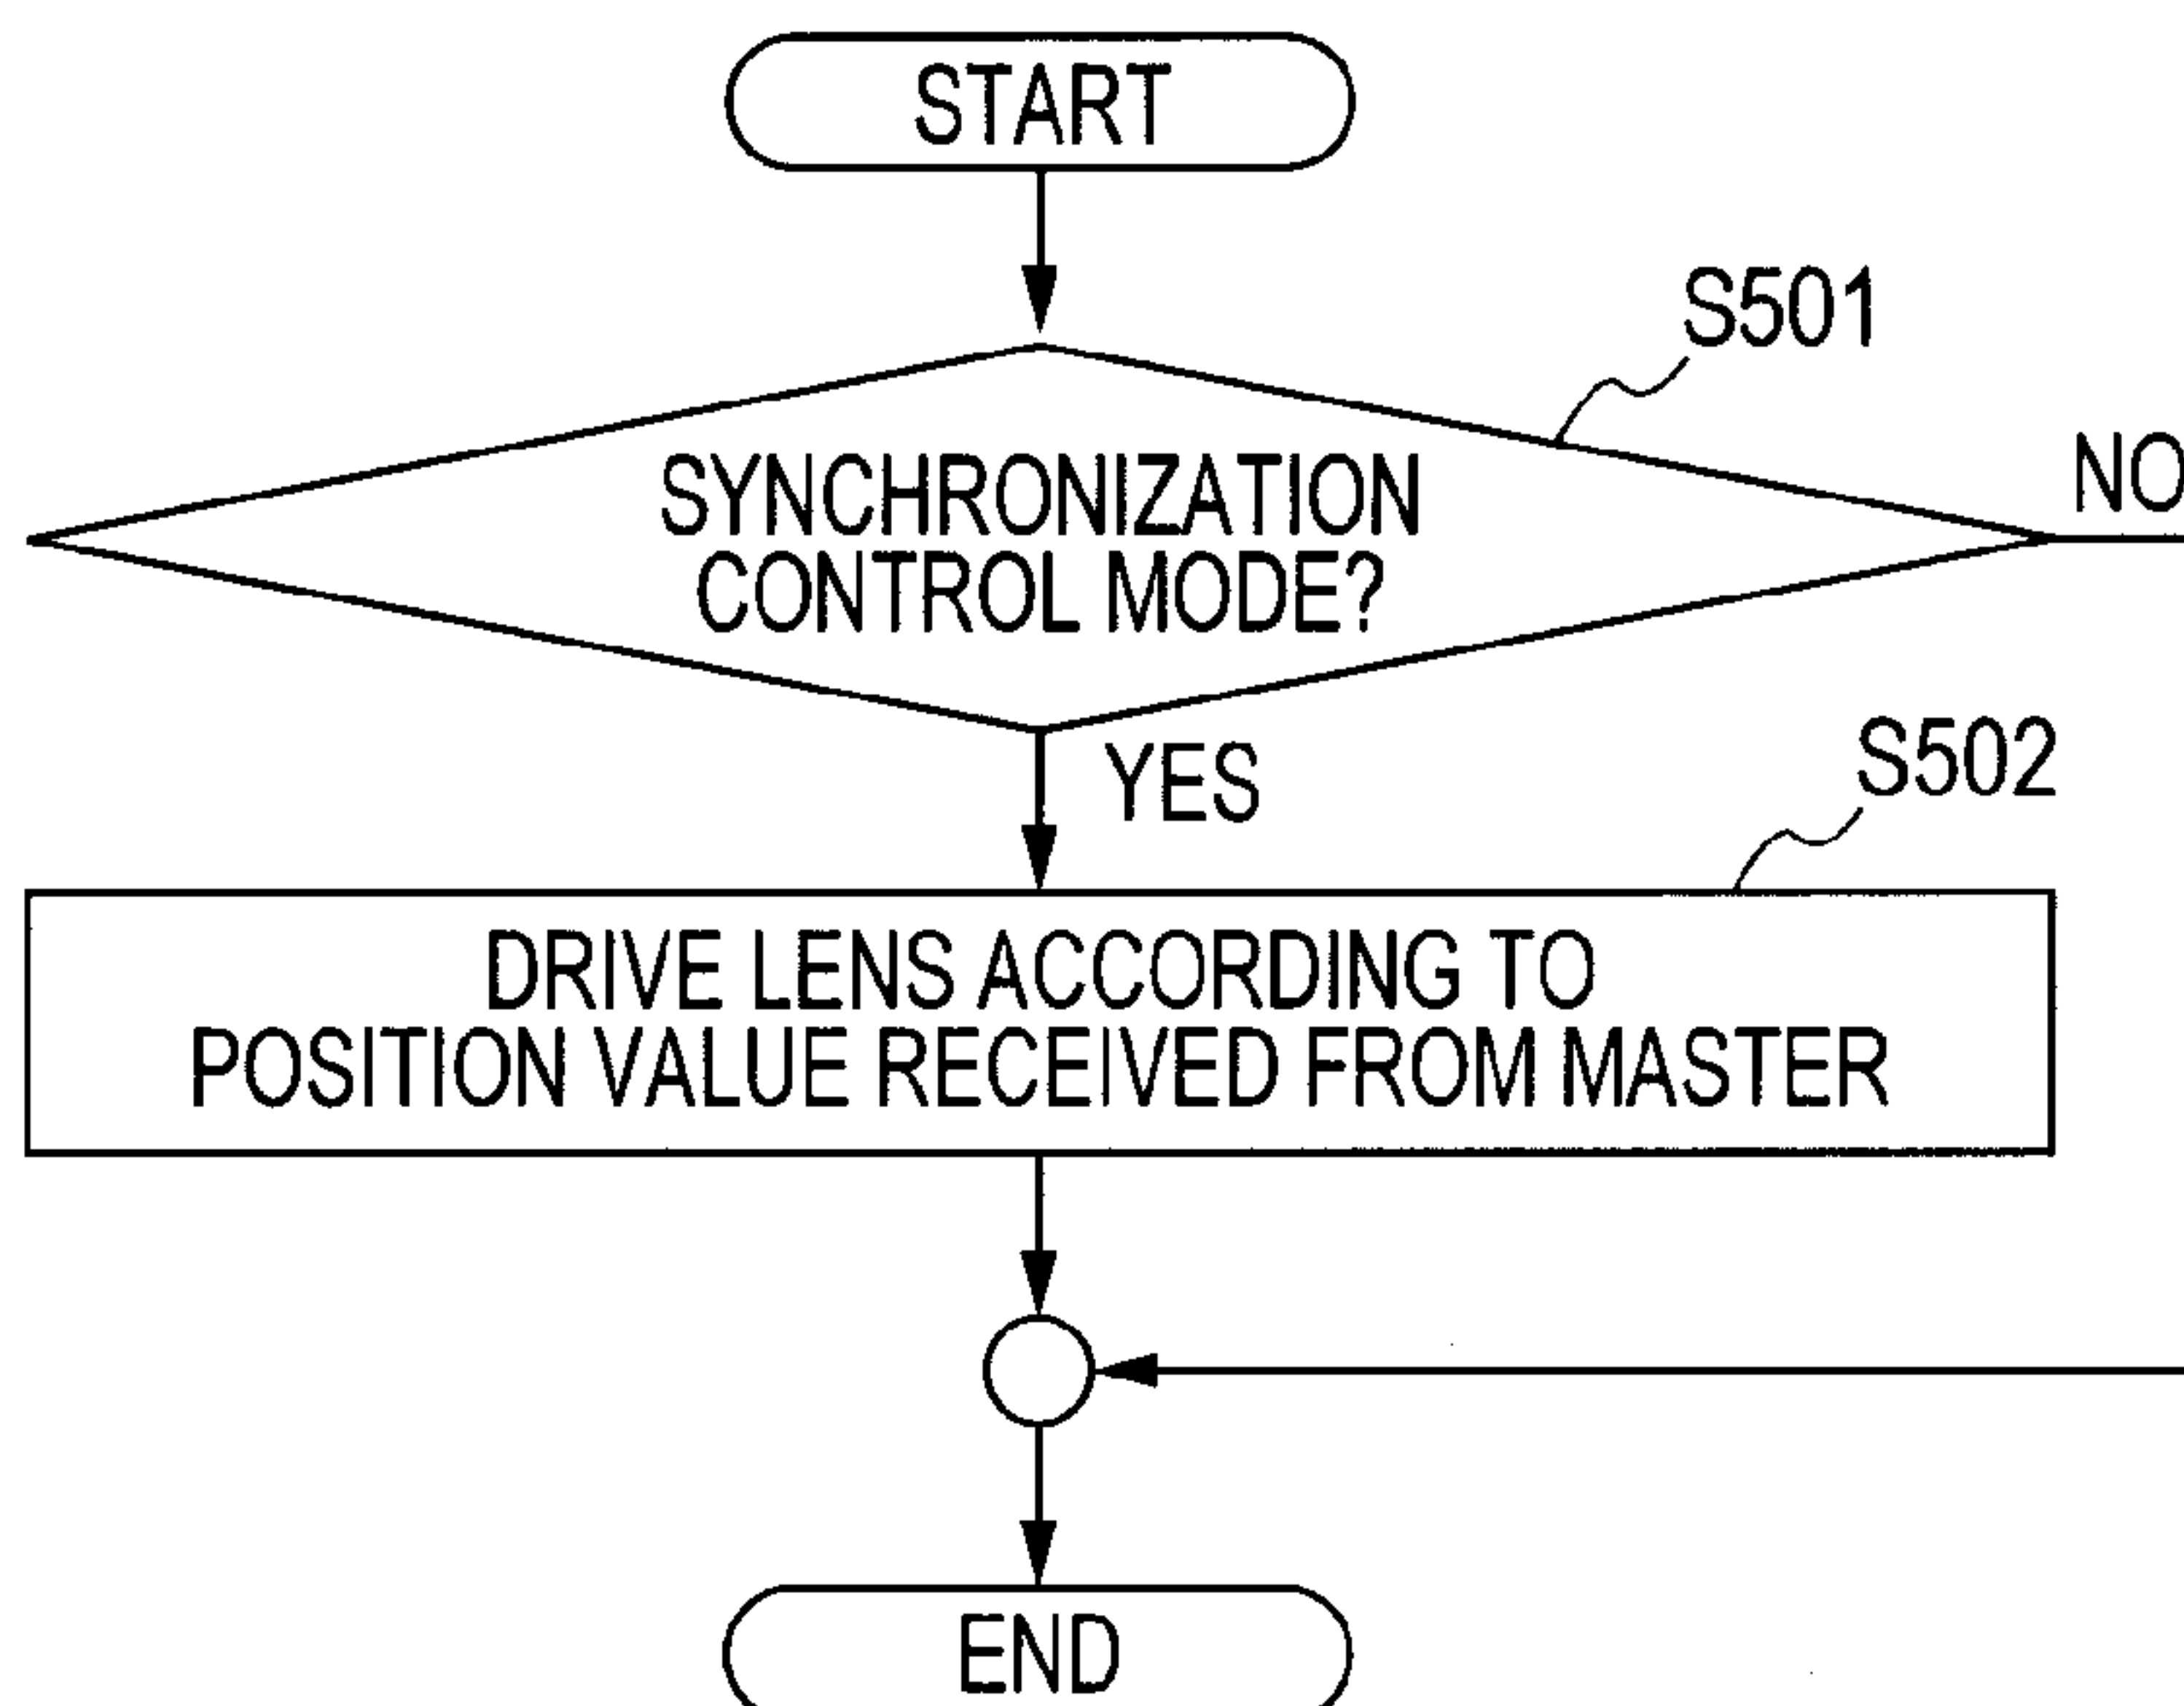 START
S501
SYNCHRONIZATION
CONTROL MODE?
NO
YES
S502
DRIVE LENS ACCORDING TO
POSITION VALUE RECEIVED FROM MASTER
END